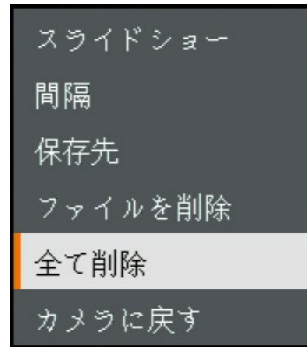 スライドショー
間隔
保存先
ファイルを削除
全て削除
カメラに戻す